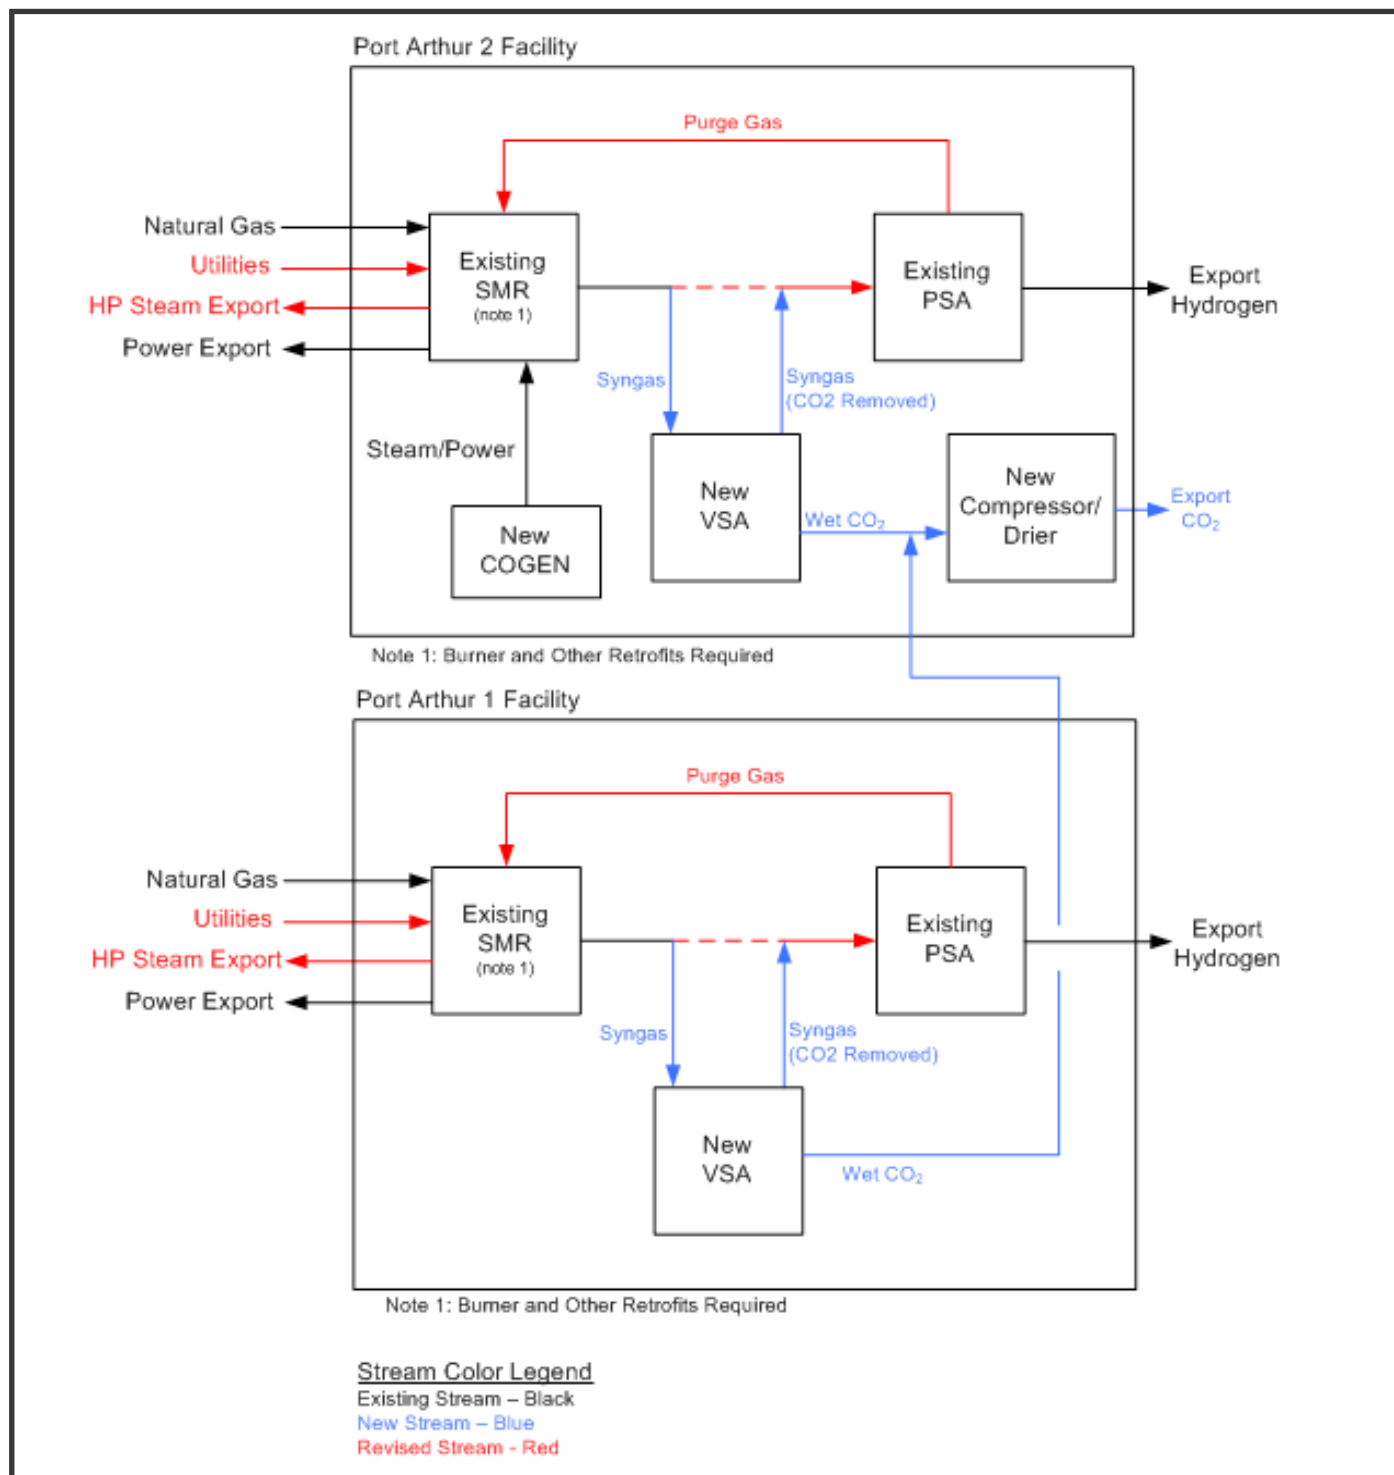 Port Arthur 2 Facility
Purge Gas
Natural Gas
Utilities
HP Steam Export
Power Export
Existing
SMR
(note 1)
Existing
PSA
Export
Hydrogen
Syngas
Syngas
(CO2 Removed)
Steam/Power
New
COGEN
New
VSA
Wet CO₂
New
Compressor/
Drier
Export
CO₂
Note 1: Burner and Other Retrofits Required
Port Arthur 1 Facility
Purge Gas
Natural Gas
Utilities
HP Steam Export
Power Export
Existing
SMR
(note 1)
Existing
PSA
Export
Hydrogen
Syngas
Syngas
(CO2 Removed)
New
VSA
Wet CO₂
Note 1: Burner and Other Retrofits Required
Stream Color Legend
Existing Stream – Black
New Stream – Blue
Revised Stream - Red